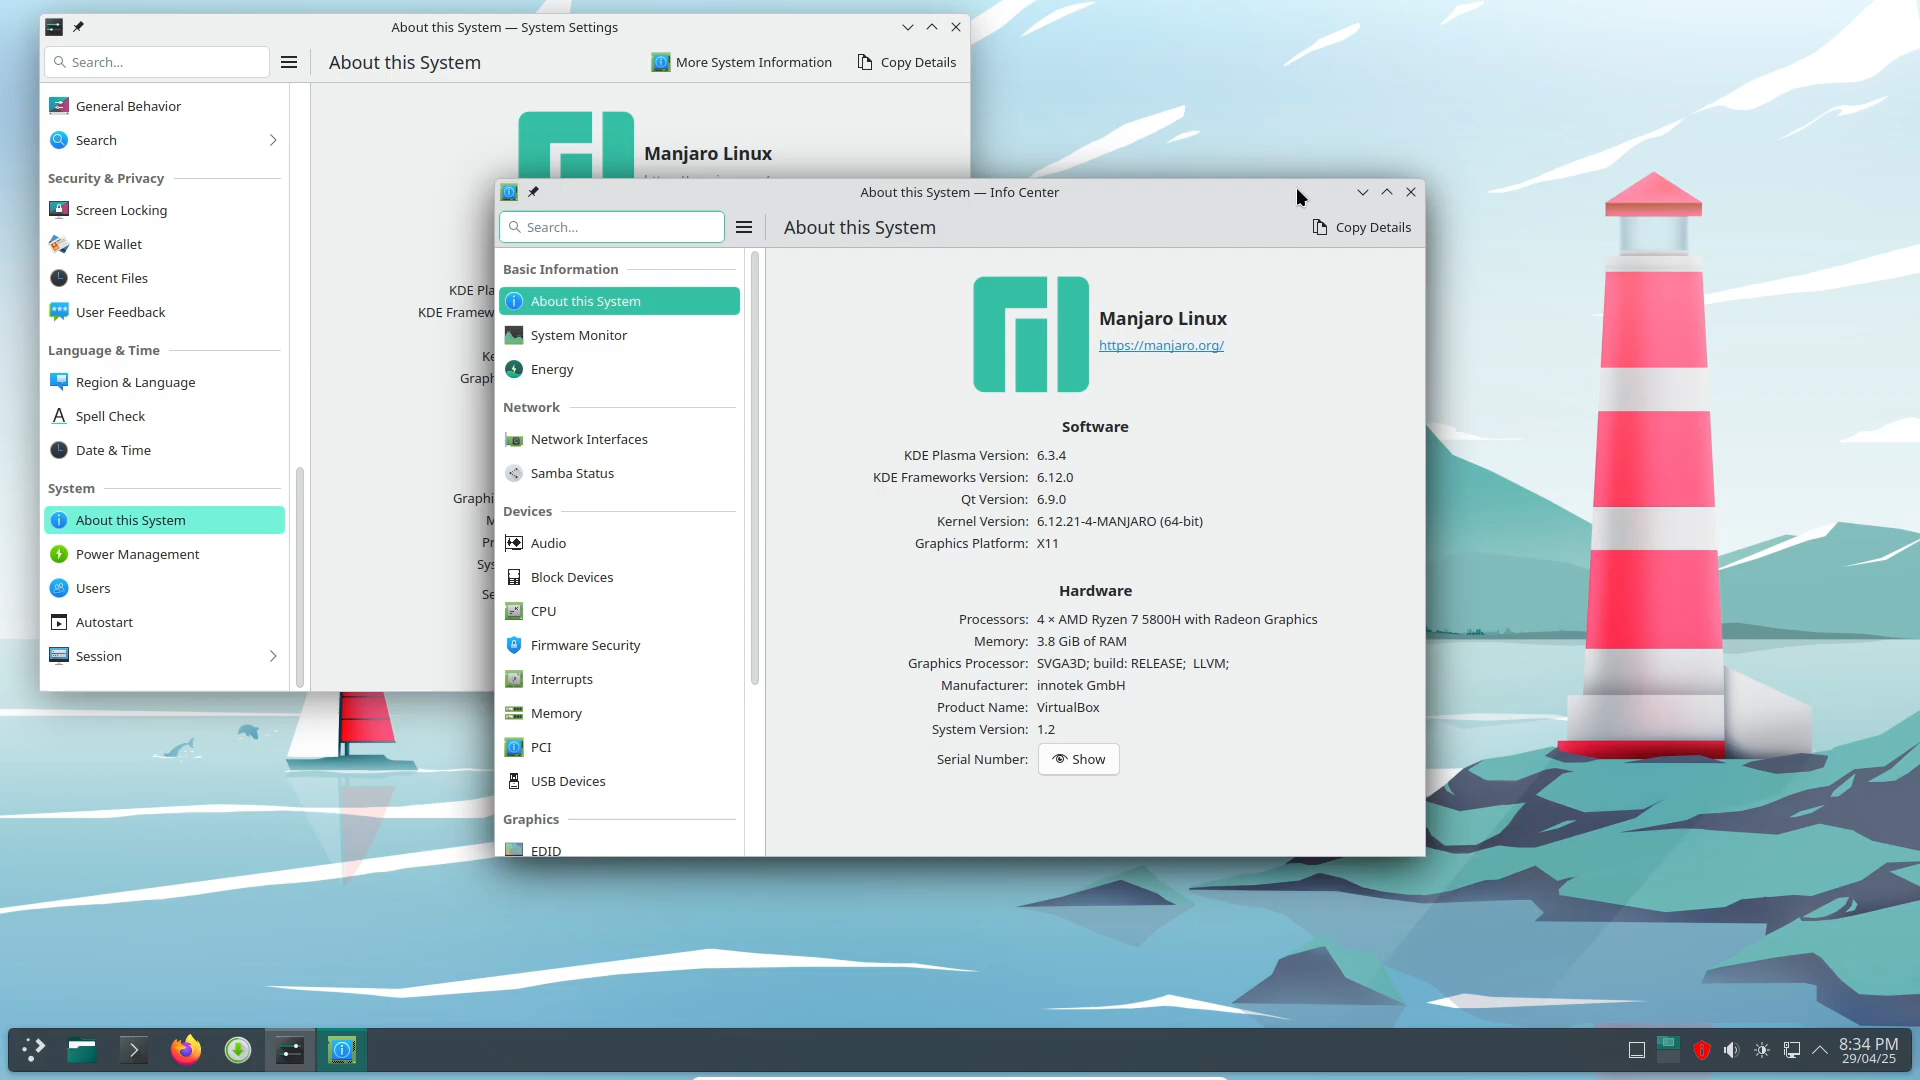 About this System — System Settings
Search...
About this System
More System Information
Copy Details
General Behavior
Search
Security & Privacy
Screen Locking
KDE Wallet
Recent Files
User Feedback
Language & Time
Region & Language
Spell Check
Date & Time
System
About this System
Power Management
Users
Autostart
Session
Manjaro Linux
KDE Pla
KDE Framew
Ke
Graph
Graphi
M
Pr
Sys
Se
About this System — Info Center
Search...
About this System
Copy Details
Basic Information
About this System
System Monitor
Energy
Network
Network Interfaces
Samba Status
Devices
Audio
Block Devices
CPU
Firmware Security
Interrupts
Memory
PCI
USB Devices
Graphics
EDID
Manjaro Linux
https://manjaro.org/
Software
KDE Plasma Version: 6.3.4
KDE Frameworks Version: 6.12.0
Qt Version: 6.9.0
Kernel Version: 6.12.21-4-MANJARO (64-bit)
Graphics Platform: X11
Hardware
Processors: 4 × AMD Ryzen 7 5800H with Radeon Graphics
Memory: 3.8 GiB of RAM
Graphics Processor: SVGA3D; build: RELEASE; LLVM;
Manufacturer: innotek GmbH
Product Name: VirtualBox
System Version: 1.2
Serial Number: Show
8:34 PM
29/04/25